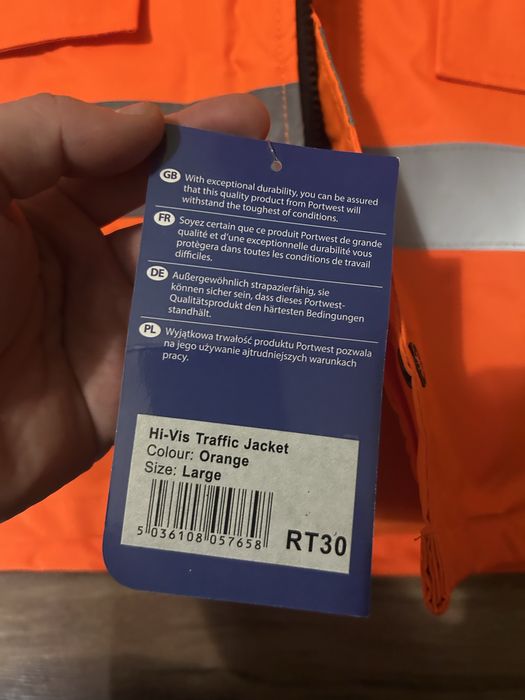 GB With exceptional durability, you can be assured
that this quality product from Portwest will
withstand the toughest of conditions.
FR Soyez certain que ce produit Portwest de grande
qualité et d'une exceptionelle durabilité vous
protègera dans toutes les conditions de travail
difficiles.
DE Außergewöhnlich strapazierfähig, sie
können sicher sein, dass dieses Portwest-
Qualitätsprodukt den härtesten Bedingungen
standhält.
PL Wyjątkowa trwałość produktu Portwest pozwala
na jego używanie ajtrudniejszych warunkach
pracy.
Hi-Vis Traffic Jacket
Colour: Orange
Size: Large
5 036108 057658
RT30